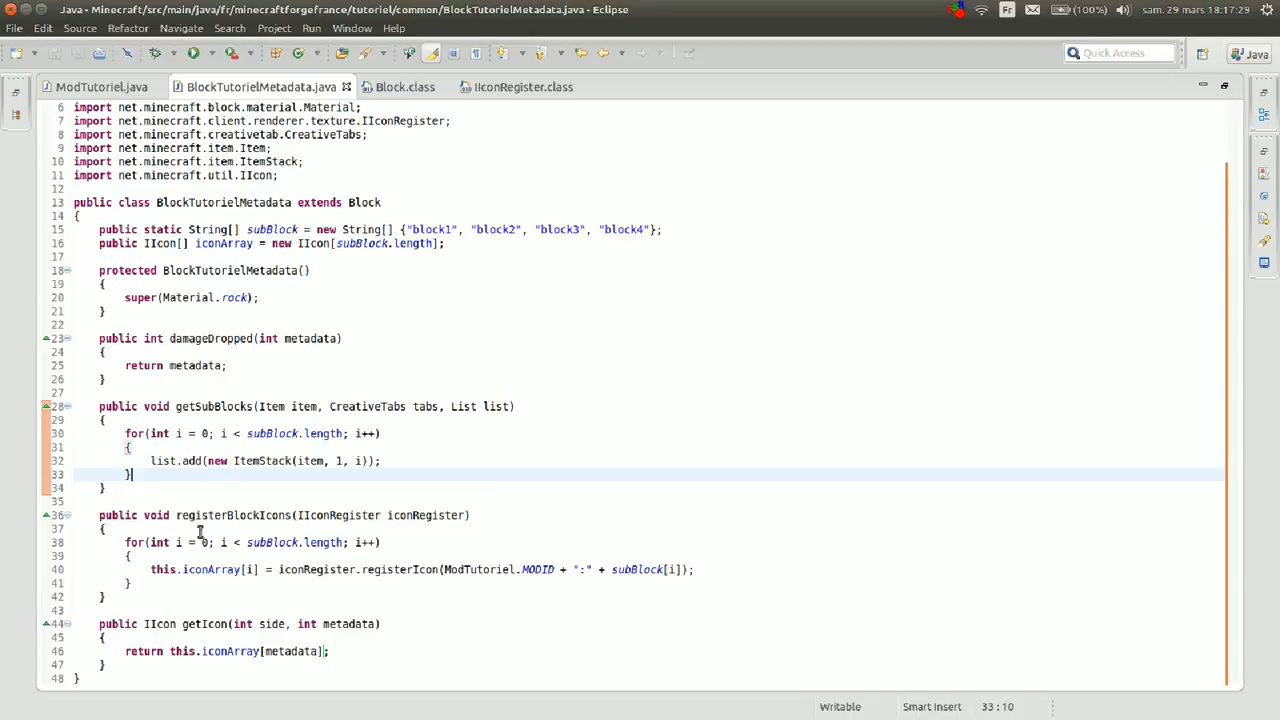 Java - Minecraft/src/main/java/fr/minecraftforgefrance/tutoriel/common/BlockTutorielMetadata.java - Eclipse
Fr
(100%)
sam. 29 mars 18:17:29
File Edit Source Refactor Navigate Search Project Run Window Help
Quick Access
Java
ModTutoriel.java
BlockTutorielMetadata.java
Block.class
IIconRegister.class
6 import net.minecraft.block.material.Material;
7 import net.minecraft.client.renderer.texture.IIconRegister;
8 import net.minecraft.creativetab.CreativeTabs;
9 import net.minecraft.item.Item;
10 import net.minecraft.item.ItemStack;
11 import net.minecraft.util.IIcon;
12
13 public class BlockTutorielMetadata extends Block
14 {
15 public static String[] subBlock = new String[] {"block1", "block2", "block3", "block4"};
16 public IIcon[] iconArray = new IIcon[subBlock.length];
17
18 protected BlockTutorielMetadata()
19 {
20 super(Material.rock);
21 }
22
23 public int damageDropped(int metadata)
24 {
25 return metadata;
26 }
27
28 public void getSubBlocks(Item item, CreativeTabs tabs, List list)
29 {
30 for(int i = 0; i < subBlock.length; i++)
31 {
32 list.add(new ItemStack(item, 1, i));
33 }
34 }
35
36 public void registerBlockIcons(IIconRegister iconRegister)
37 {
38 for(int i = 0; i < subBlock.length; i++)
39 {
40 this.iconArray[i] = iconRegister.registerIcon(ModTutoriel.MODID + ":" + subBlock[i]);
41 }
42 }
43
44 public IIcon getIcon(int side, int metadata)
45 {
46 return this.iconArray[metadata];
47 }
48 }
Writable
Smart Insert
33 : 10